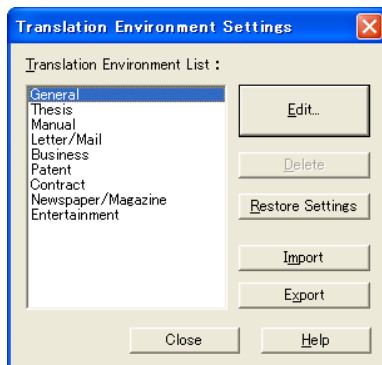 Translation Environment Settings
Translation Environment List :
General
Thesis
Manual
Letter/Mail
Business
Patent
Contract
Newspaper/Magazine
Entertainment
Edit...
Delete
Restore Settings
Import
Export
Close
Help